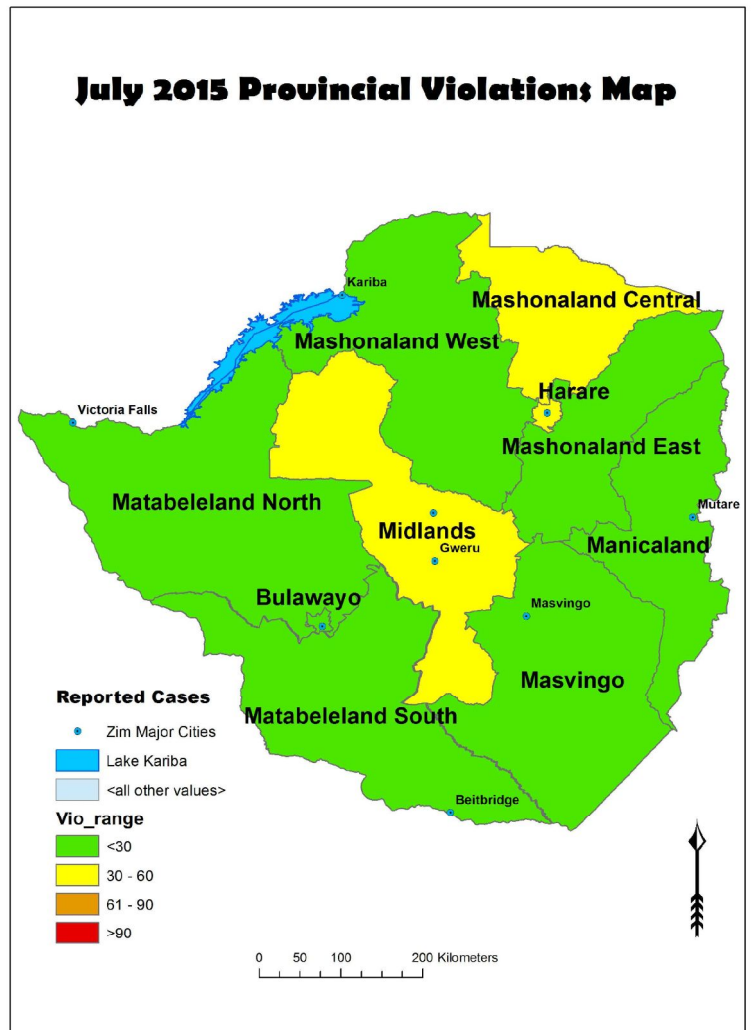 July 2015 Provincial Violations Map
Kariba
Mashonaland Central
Mashonaland West
Harare
Victoria Falls
Mashonaland East
Matabeleland North
Mutare
Midlands
Gweru
Manicaland
Bulawayo
Masvingo
Masvingo
Matabeleland South
Beitbridge
Reported Cases
Zim Major Cities
Lake Kariba
<all other values>
Vio_range
<30
30 - 60
61 - 90
>90
0 50 100 200 Kilometers